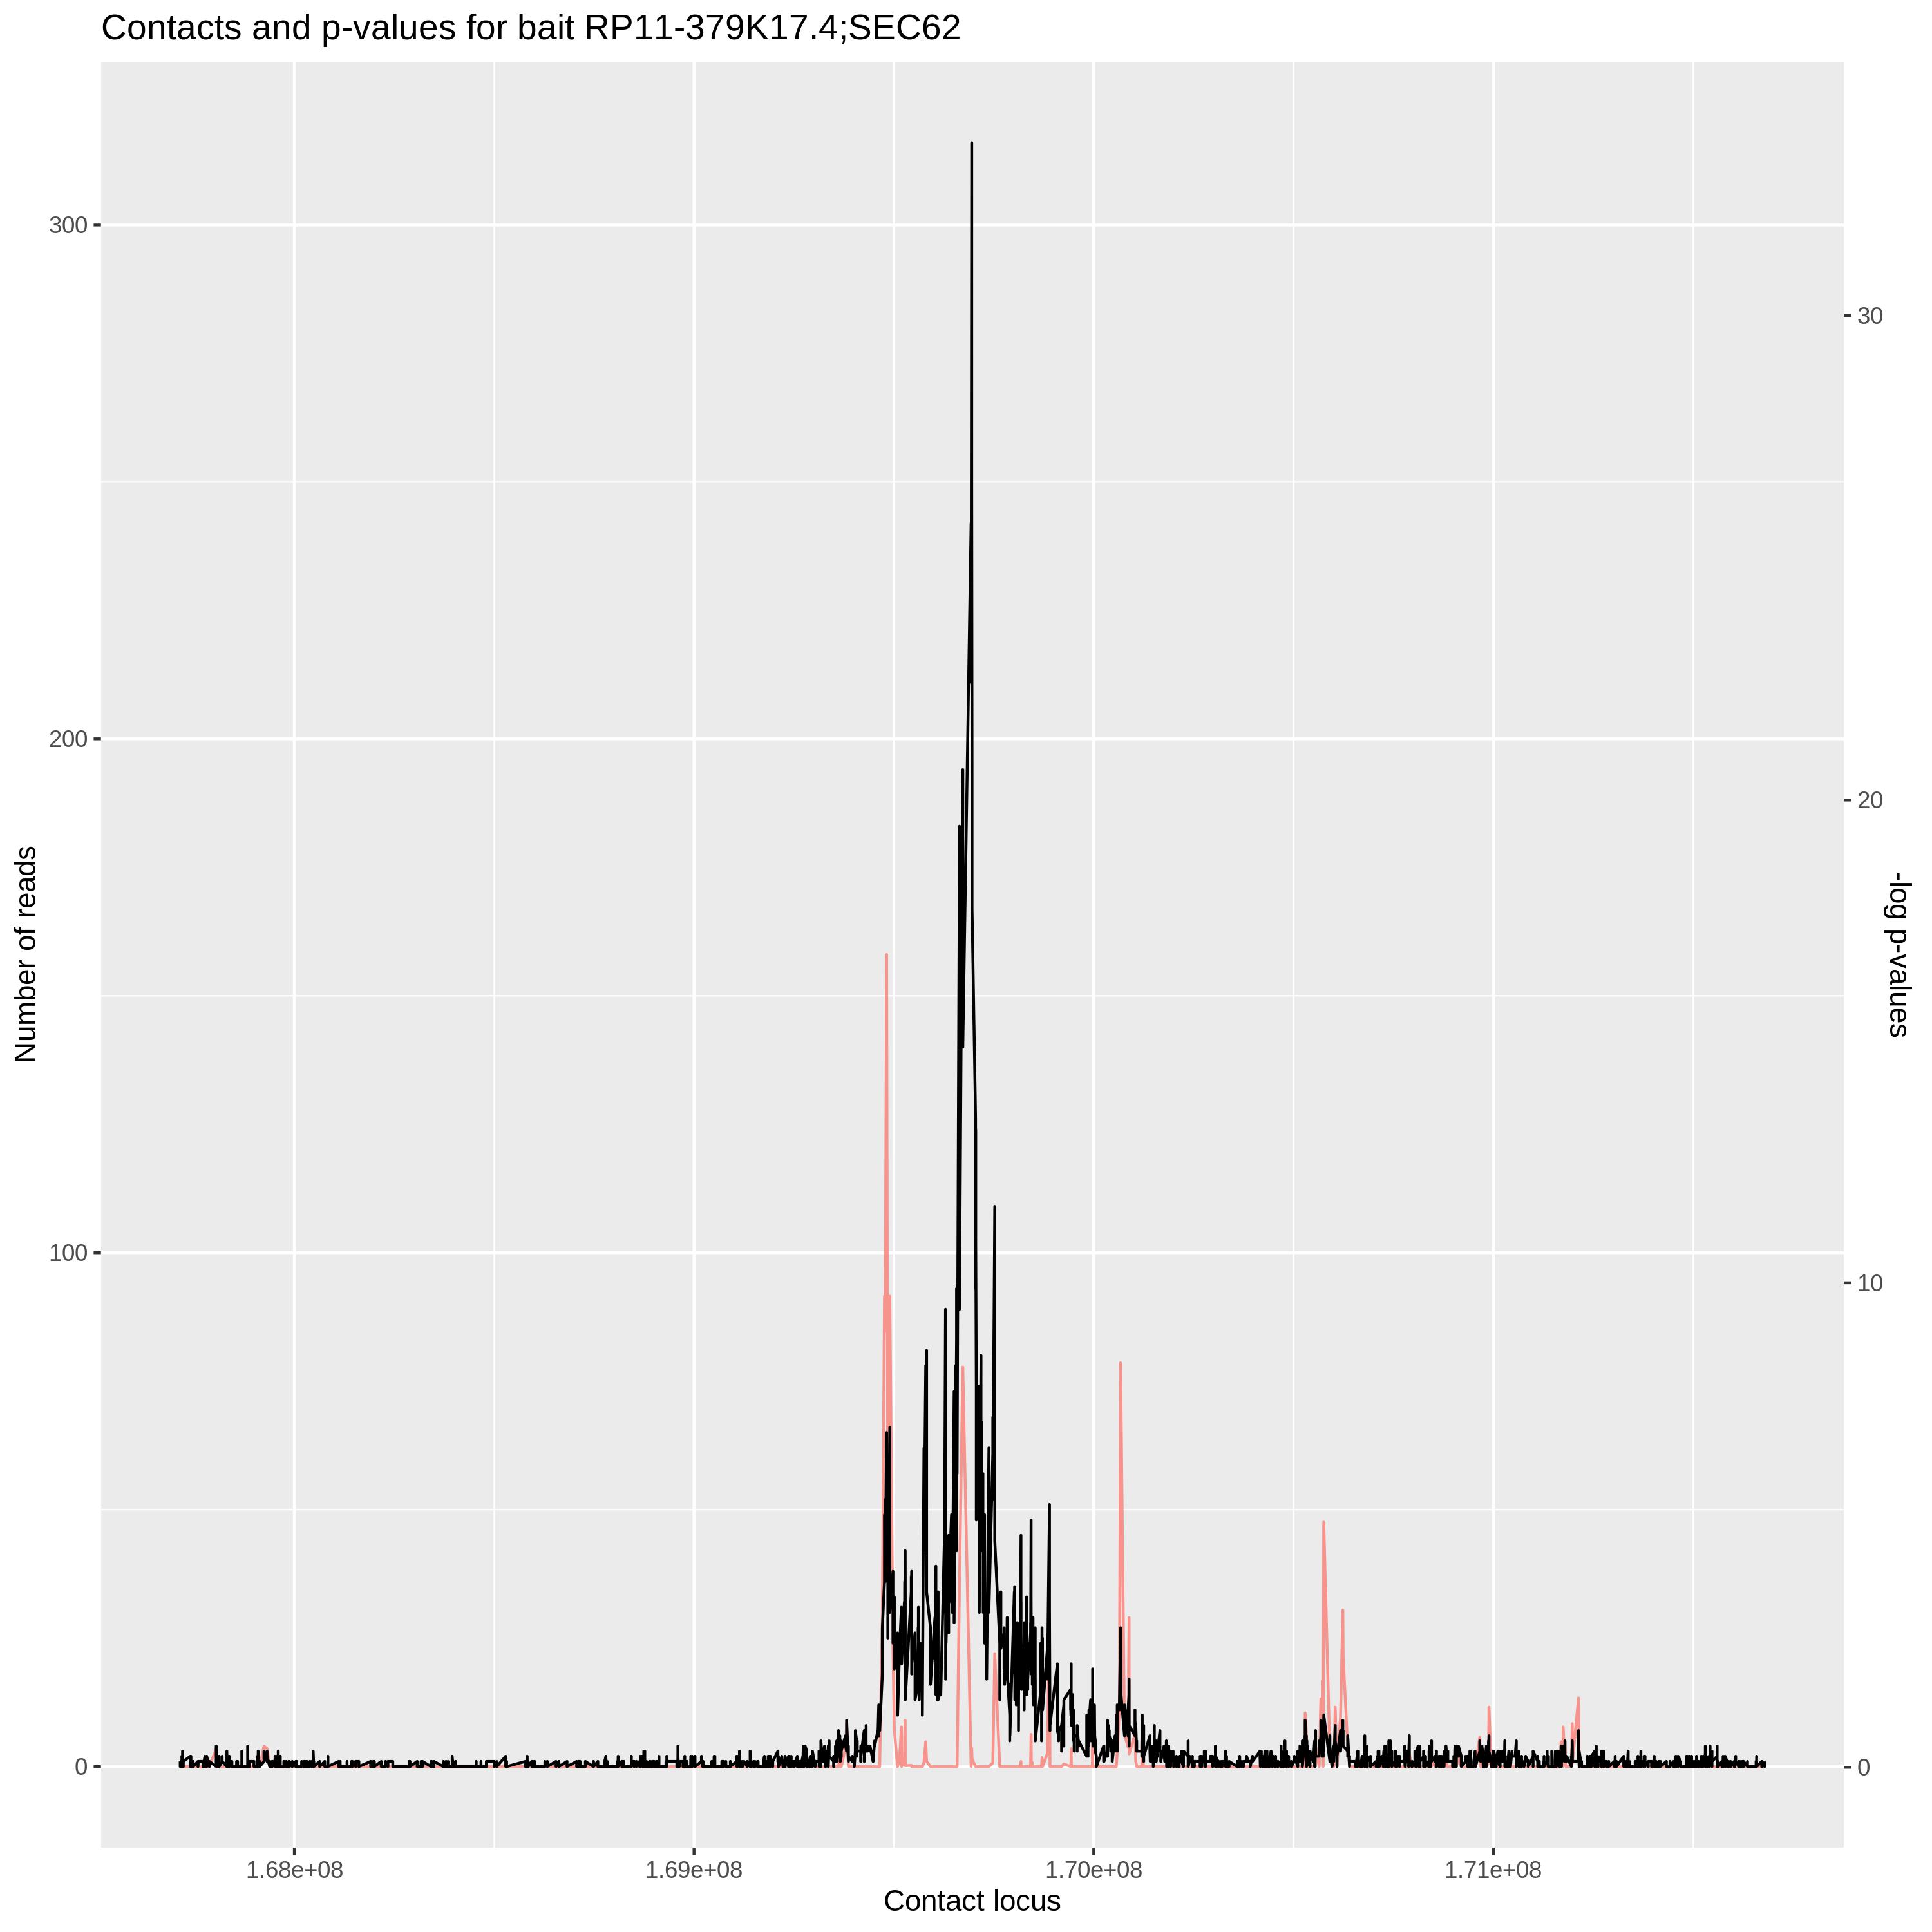 Contacts and p-values for bait RP11-379K17.4;SEC62
300
200
100
0
Number of reads
30
20
10
0
-log p-values
1.68e+08
1.69e+08
1.70e+08
1.71e+08
Contact locus